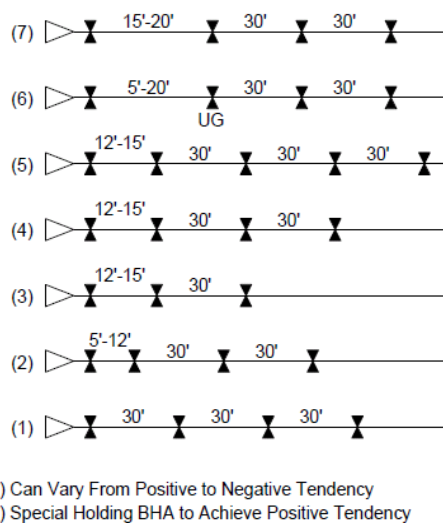 (7) 15'-20' 30' 30'
(6) 5'-20' 30' 30'
UG
12'-15'
(5) 30' 30' 30'
12'-15'
(4) 30' 30'
12'-15'
(3) 30'
5'-12'
(2) 30' 30'
(1) 30' 30' 30'
) Can Vary From Positive to Negative Tendency
) Special Holding BHA to Achieve Positive Tendency